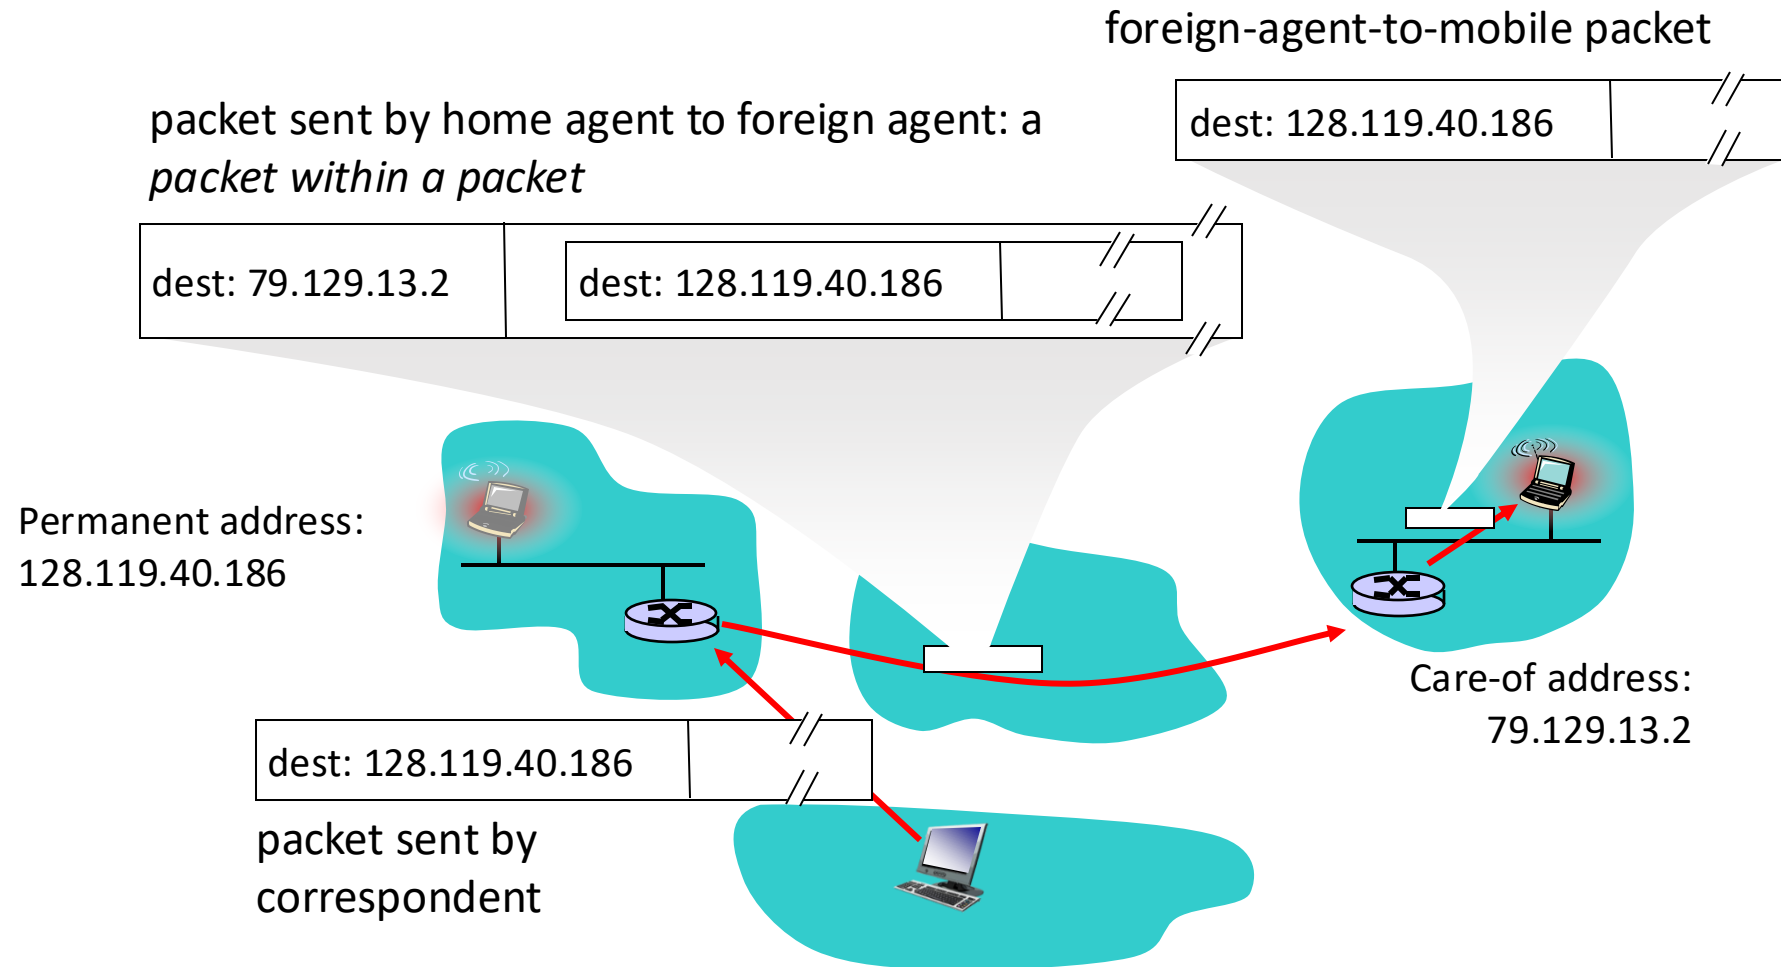 foreign-agent-to-mobile packet
dest: 128.119.40.186
packet sent by home agent to foreign agent: a
packet within a packet
dest: 79.129.13.2
dest: 128.119.40.186
Permanent address:
128.119.40.186
Care-of address:
79.129.13.2
dest: 128.119.40.186
packet sent by
correspondent